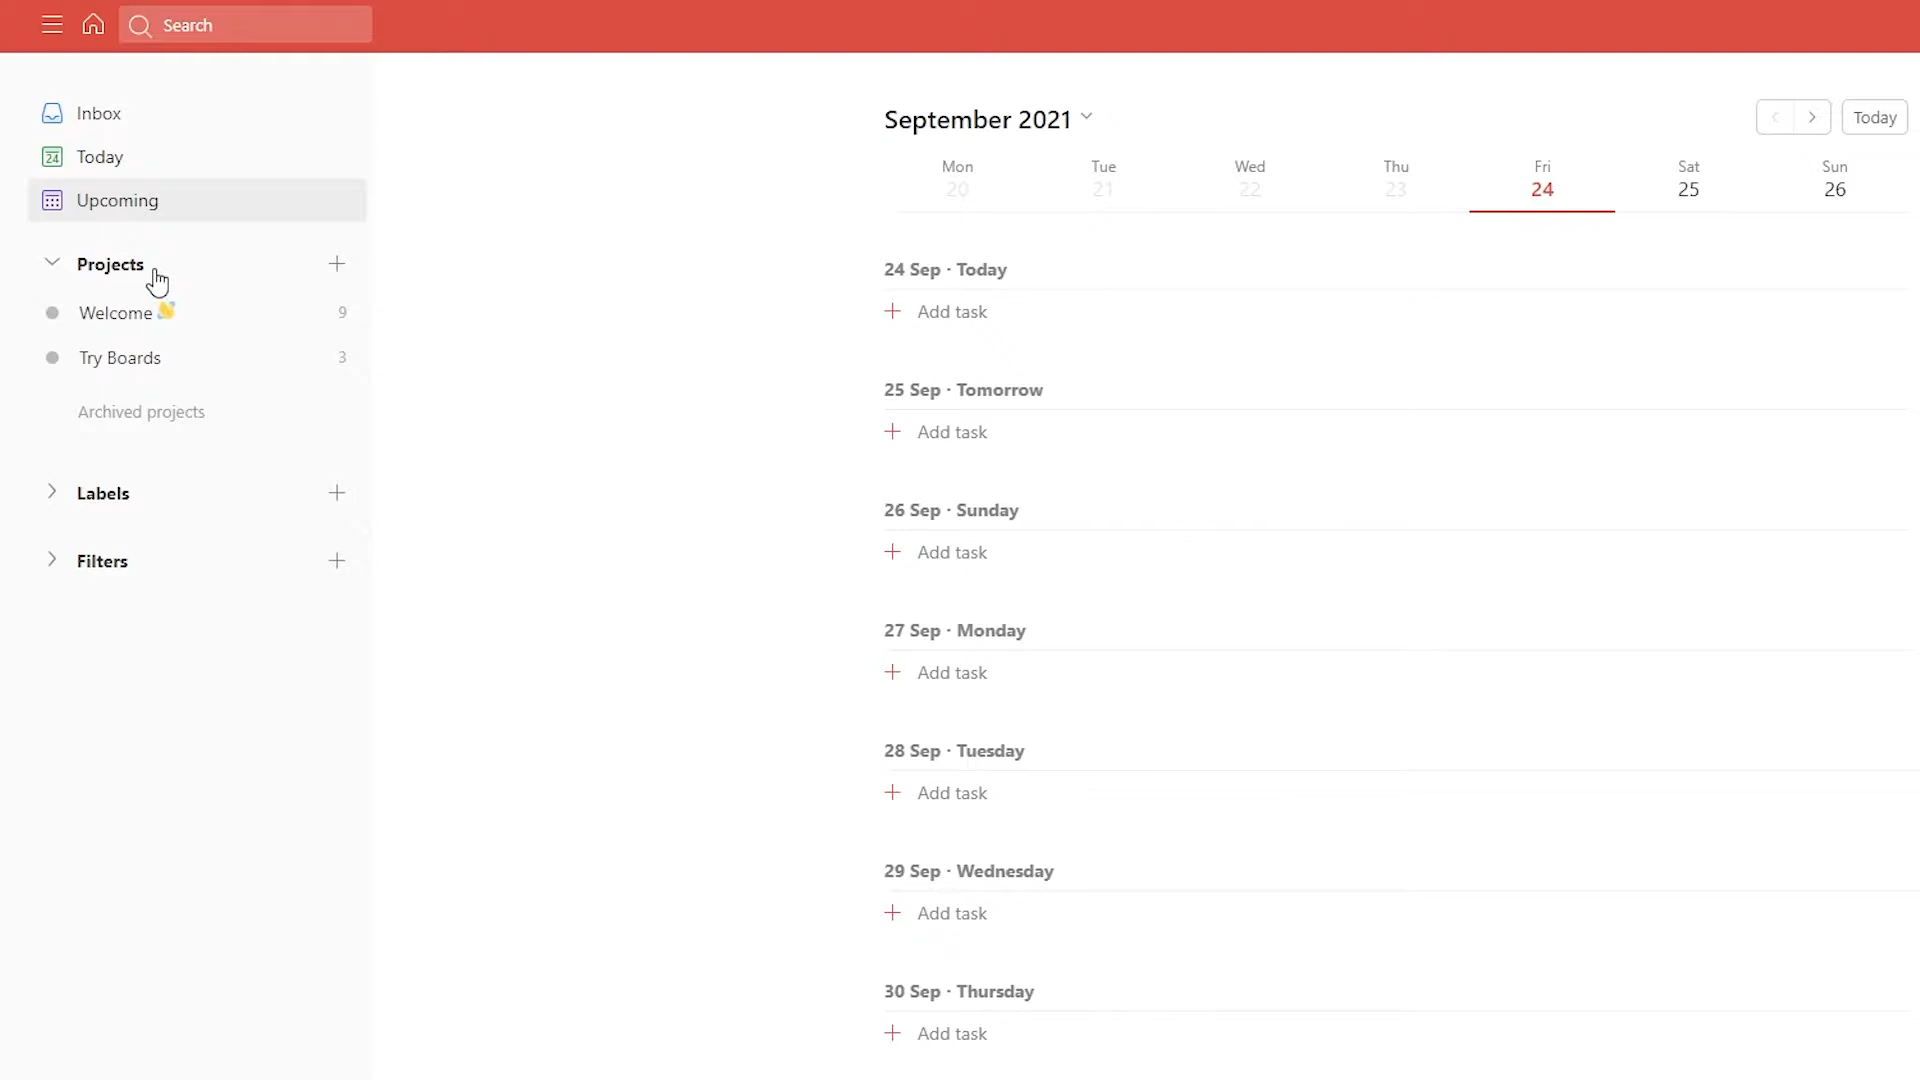 Search
Inbox
24 Today
Upcoming
Projects
Welcome 👋 9
Try Boards 3
Archived projects
Labels
Filters
September 2021
Today
Mon Tue Wed Thu Fri Sat Sun
20 21 22 23 24 25 26
24 Sep · Today
Add task
25 Sep · Tomorrow
Add task
26 Sep · Sunday
Add task
27 Sep · Monday
Add task
28 Sep · Tuesday
Add task
29 Sep · Wednesday
Add task
30 Sep · Thursday
Add task